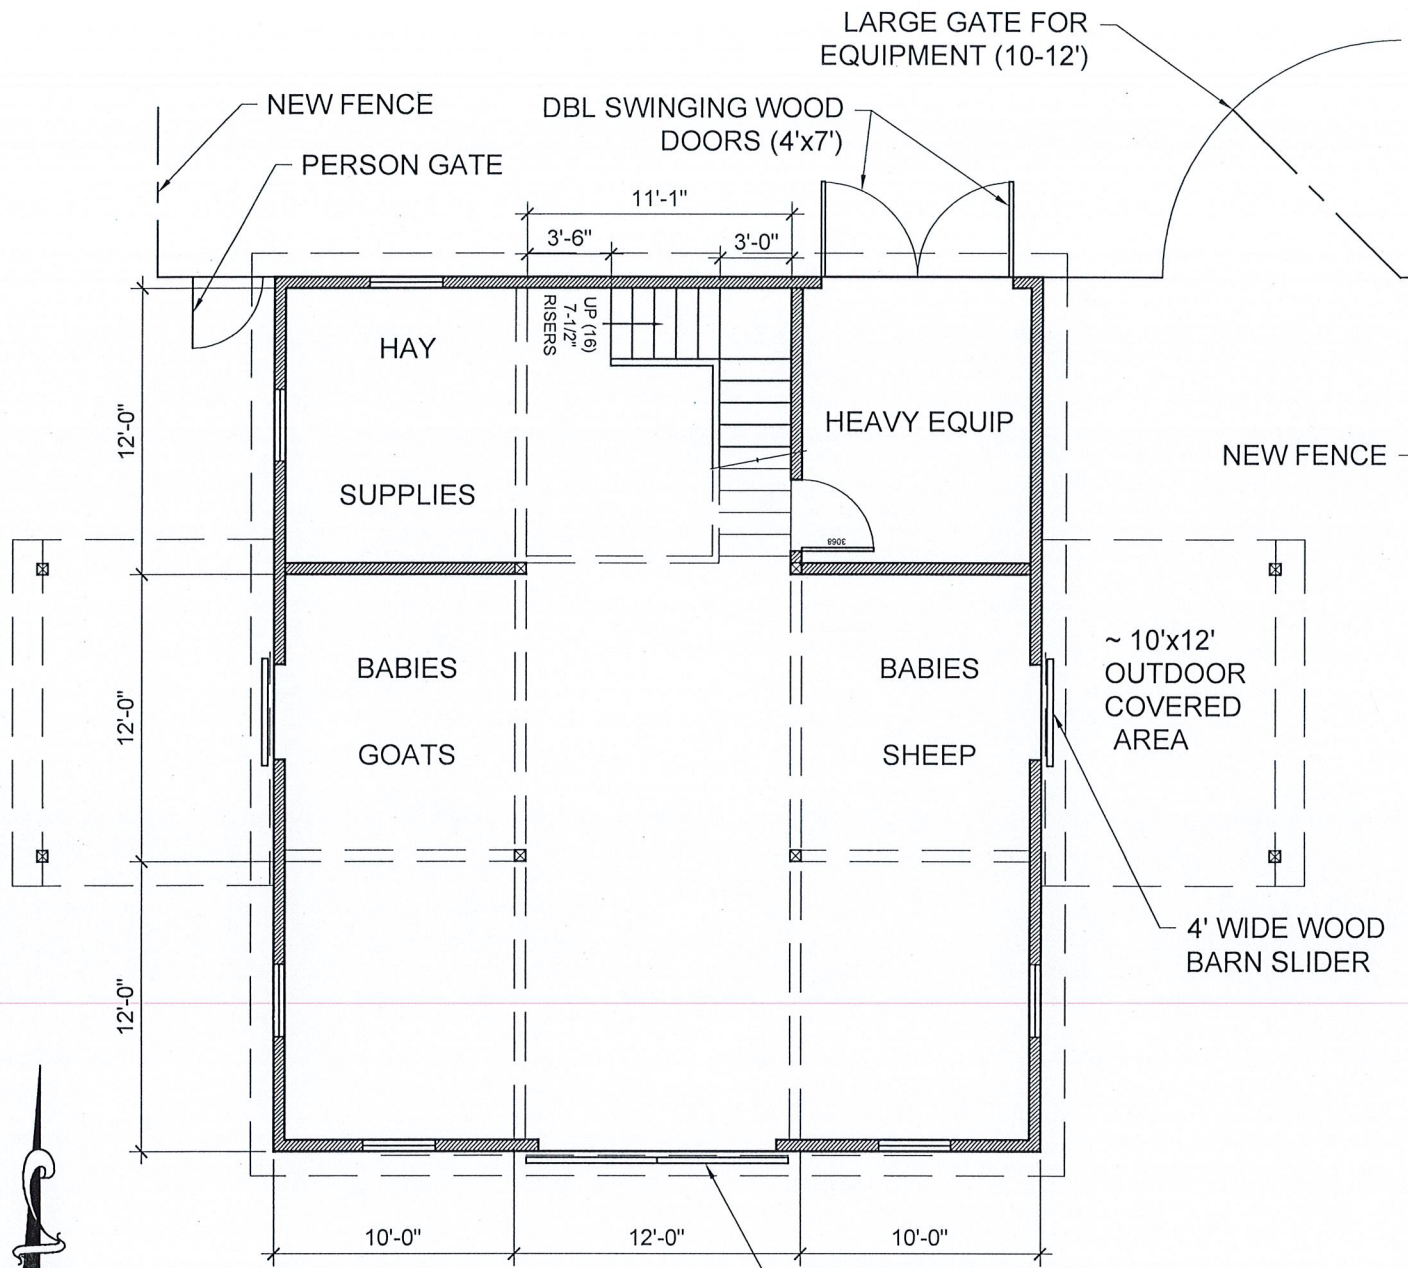 LARGE GATE FOR
EQUIPMENT (10-12')
NEW FENCE
DBL SWINGING WOOD
DOORS (4'x7')
PERSON GATE
11'-1"
3'-6"
3'-0"
UP (16)
7-1/2"
RISERS
HAY
SUPPLIES
HEAVY EQUIP
NEW FENCE
12'-0"
3068
BABIES
GOATS
BABIES
SHEEP
~ 10'x12'
OUTDOOR
COVERED
AREA
12'-0"
4' WIDE WOOD
BARN SLIDER
12'-0"
10'-0"
12'-0"
10'-0"